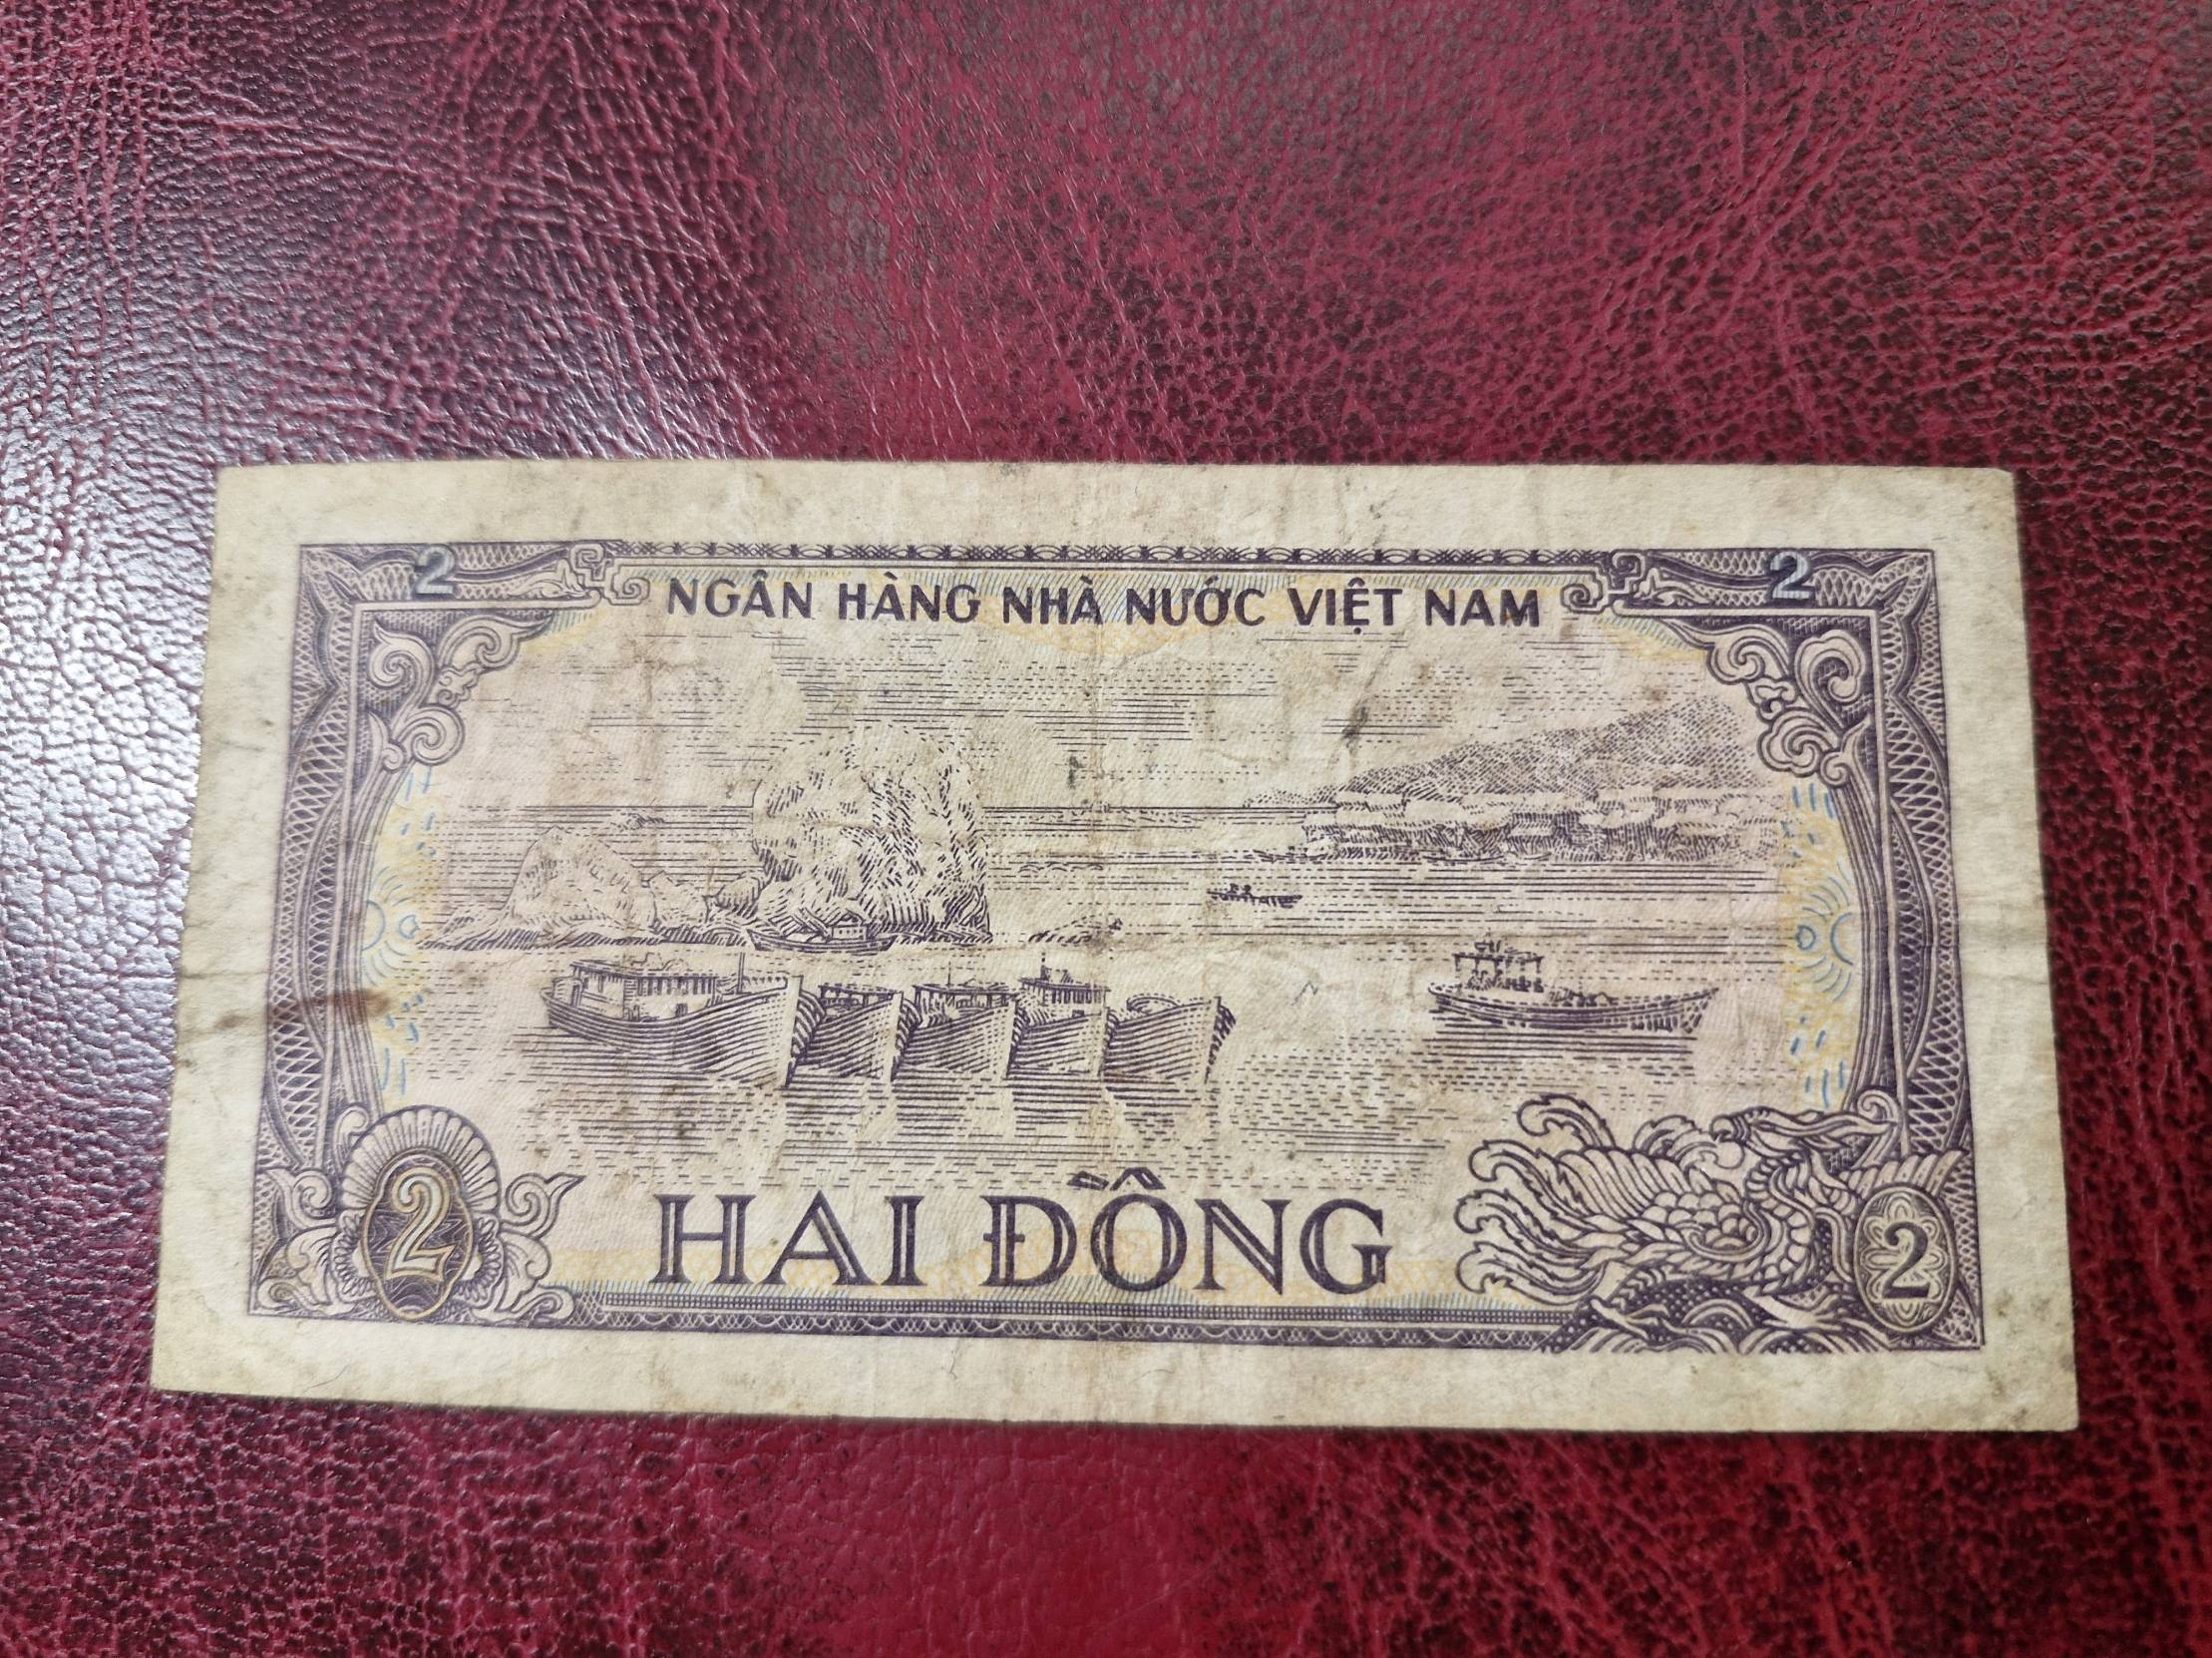 2 2
NGÂN HÀNG NHÀ NƯỚC VIỆT NAM
2 HAI ĐỒNG 2